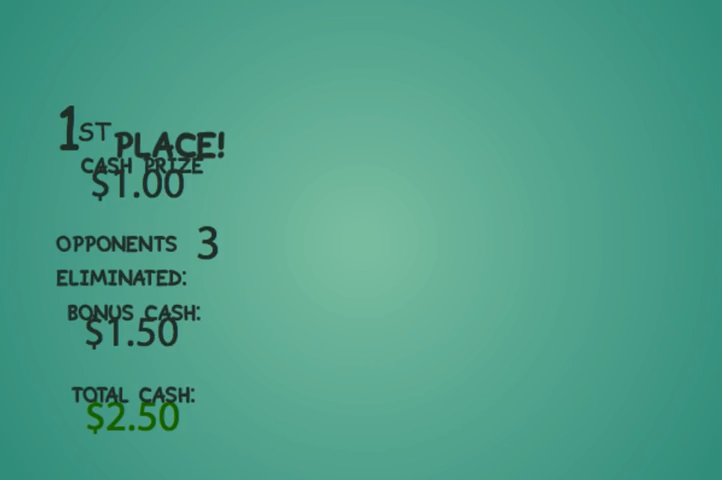 1ST PLACE!
CASH PRIZE
$1.00
OPPONENTS 3
ELIMINATED:
BONUS CASH:
$1.50
TOTAL CASH:
$2.50